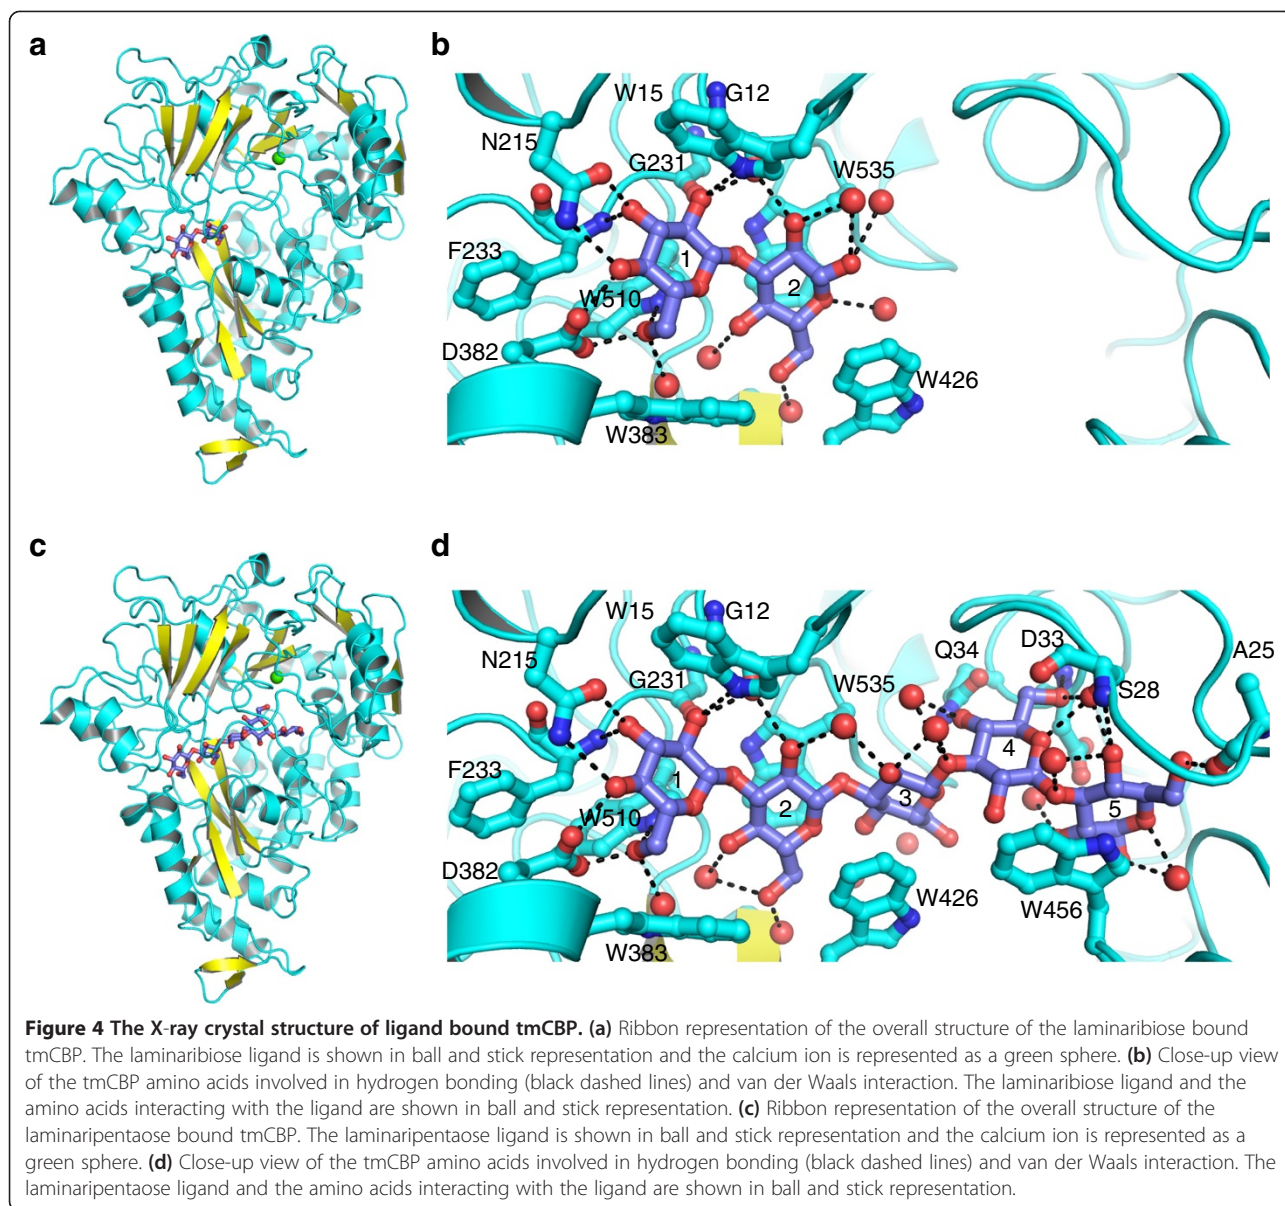 a
b
W15
G12
N215
G231
W535
F233
1
2
W510
D382
W426
W383
c
d
W15
G12
D33
A25
Q34
N215
G231
W535
S28
F233
1
2
3
4
5
W510
D382
W426
W456
W383
Figure 4 The X-ray crystal structure of ligand bound tmCBP. (a) Ribbon representation of the overall structure of the laminaribiose bound
tmCBP. The laminaribiose ligand is shown in ball and stick representation and the calcium ion is represented as a green sphere. (b) Close-up view
of the tmCBP amino acids involved in hydrogen bonding (black dashed lines) and van der Waals interaction. The laminaribiose ligand and the
amino acids interacting with the ligand are shown in ball and stick representation. (c) Ribbon representation of the overall structure of the
laminaripentaose bound tmCBP. The laminaripentaose ligand is shown in ball and stick representation and the calcium ion is represented as a
green sphere. (d) Close-up view of the tmCBP amino acids involved in hydrogen bonding (black dashed lines) and van der Waals interaction. The
laminaripentaose ligand and the amino acids interacting with the ligand are shown in ball and stick representation.